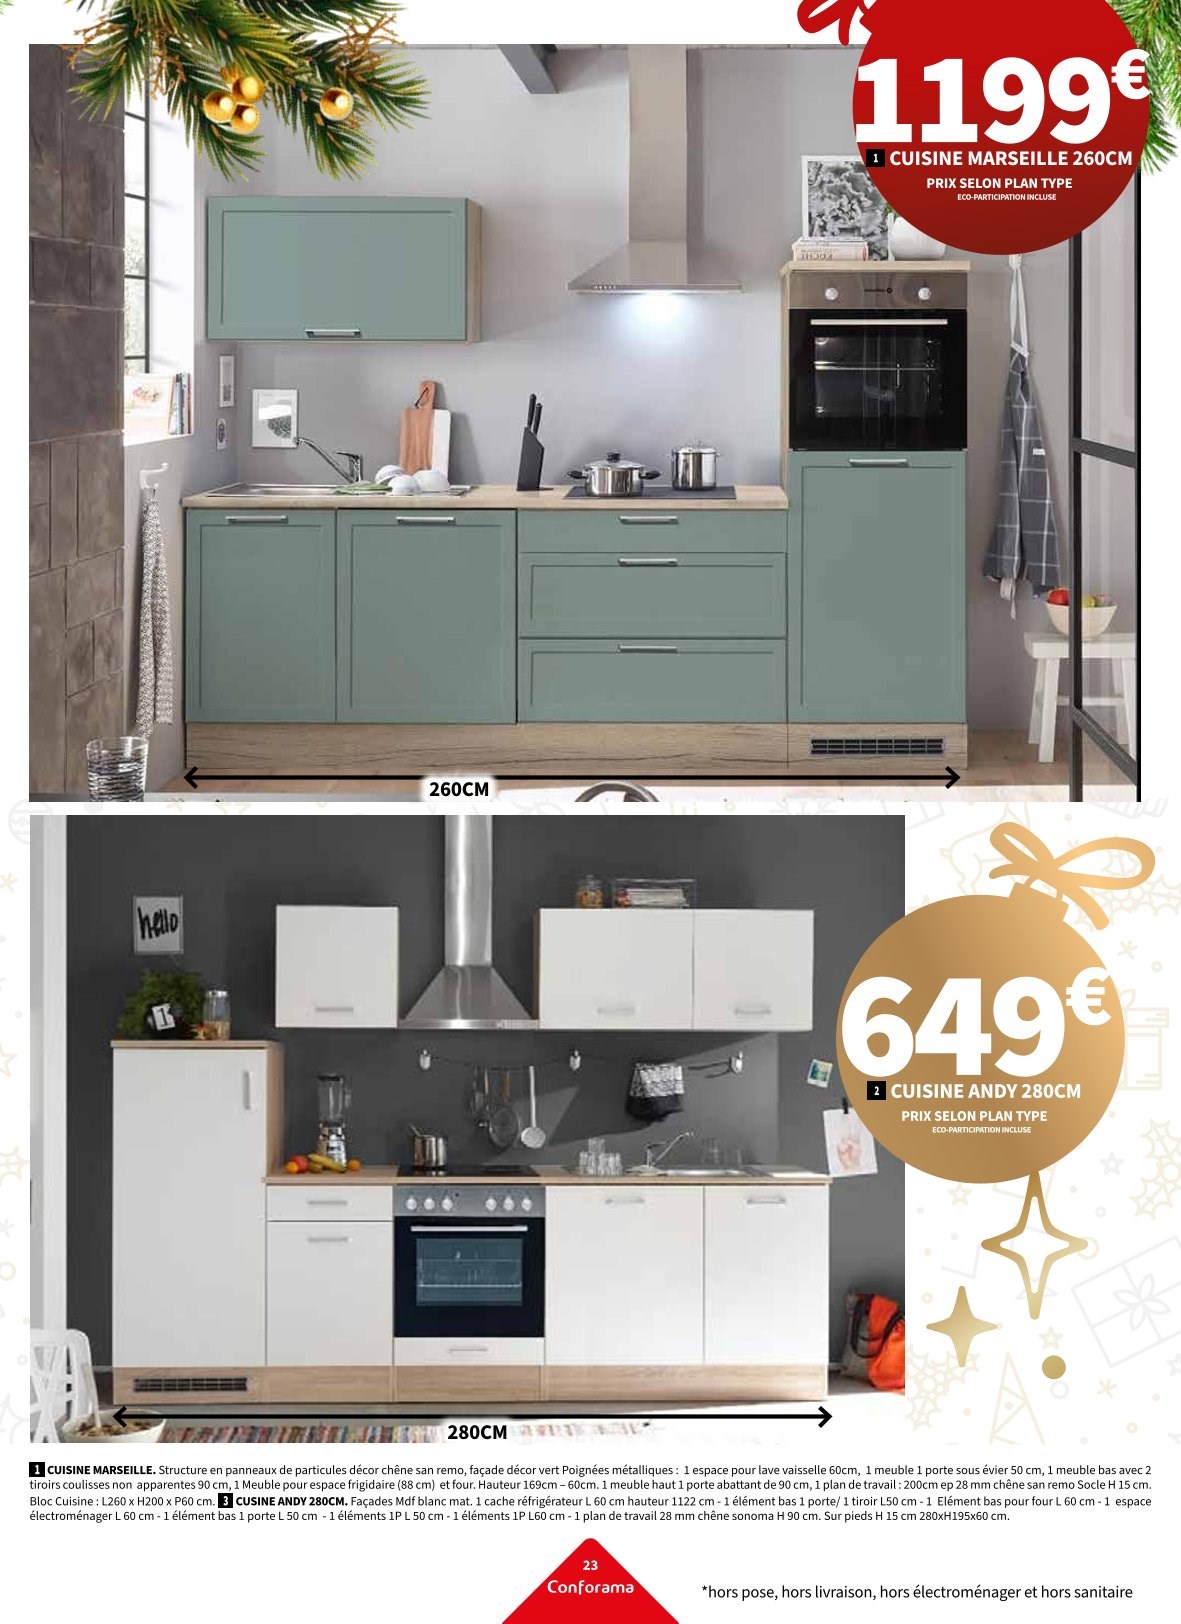 1199€
1 CUISINE MARSEILLE 260CM
PRIX SELON PLAN TYPE
ECO-PARTICIPATION INCLUSE
260CM
hello
649€
2 CUISINE ANDY 280CM
PRIX SELON PLAN TYPE
ECO-PARTICIPATION INCLUSE
280CM
1 CUISINE MARSEILLE. Structure en panneaux de particules décor chêne san remo, façade décor vert Poignées métalliques : 1 espace pour lave vaisselle 60cm, 1 meuble 1 porte sous évier 50 cm, 1 meuble bas avec 2
tiroirs coulisses non apparentes 90 cm, 1 Meuble pour espace frigidaire (88 cm) et four. Hauteur 169cm – 60cm. 1 meuble haut 1 porte abattant de 90 cm, 1 plan de travail : 200cm ep 28 mm chêne san remo Socle H 15 cm.
Bloc Cuisine : L260 x H200 x P60 cm. 3 CUSINE ANDY 280CM. Façades Mdf blanc mat. 1 cache réfrigérateur L 60 cm hauteur 1122 cm - 1 élément bas 1 porte/ 1 tiroir L50 cm - 1 Elément bas pour four L 60 cm - 1 espace
électroménager L 60 cm - 1 élément bas 1 porte L 50 cm - 1 éléments 1P L 50 cm - 1 éléments 1P L60 cm - 1 plan de travail 28 mm chêne sonoma H 90 cm. Sur pieds H 15 cm 280xH195x60 cm.
23
Conforama
*hors pose, hors livraison, hors électroménager et hors sanitaire